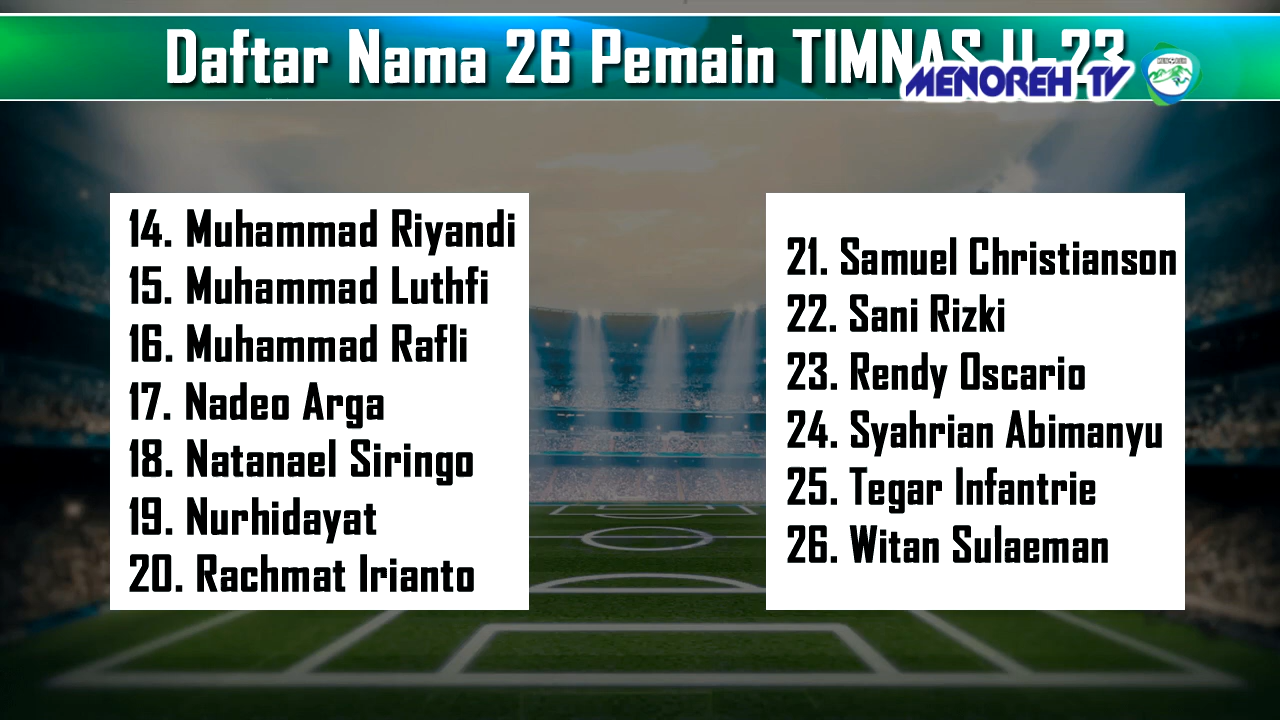 Daftar Nama 26 Pemain TIMNAS U-23
MENOREH TV
14. Muhammad Riyandi
15. Muhammad Luthfi
16. Muhammad Rafli
17. Nadeo Arga
18. Natanael Siringo
19. Nurhidayat
20. Rachmat Irianto
21. Samuel Christianson
22. Sani Rizki
23. Rendy Oscario
24. Syahrian Abimanyu
25. Tegar Infantrie
26. Witan Sulaeman